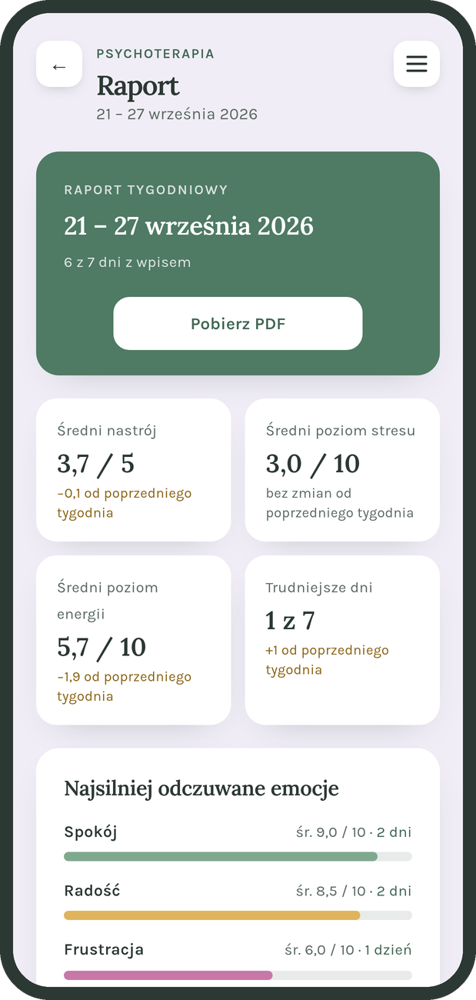 ←
PSYCHOTERAPIA
Raport
21 – 27 września 2026
RAPORT TYGODNIOWY
21 – 27 września 2026
6 z 7 dni z wpisem
Pobierz PDF
Średni nastrój
3,7 / 5
−0,1 od poprzedniego
tygodnia
Średni poziom stresu
3,0 / 10
bez zmian od
poprzedniego tygodnia
Średni poziom
energii
5,7 / 10
−1,9 od poprzedniego
tygodnia
Trudniejsze dni
1 z 7
+1 od poprzedniego
tygodnia
Najsilniej odczuwane emocje
Spokój śr. 9,0 / 10 · 2 dni
Radość śr. 8,5 / 10 · 2 dni
Frustracja śr. 6,0 / 10 · 1 dzień